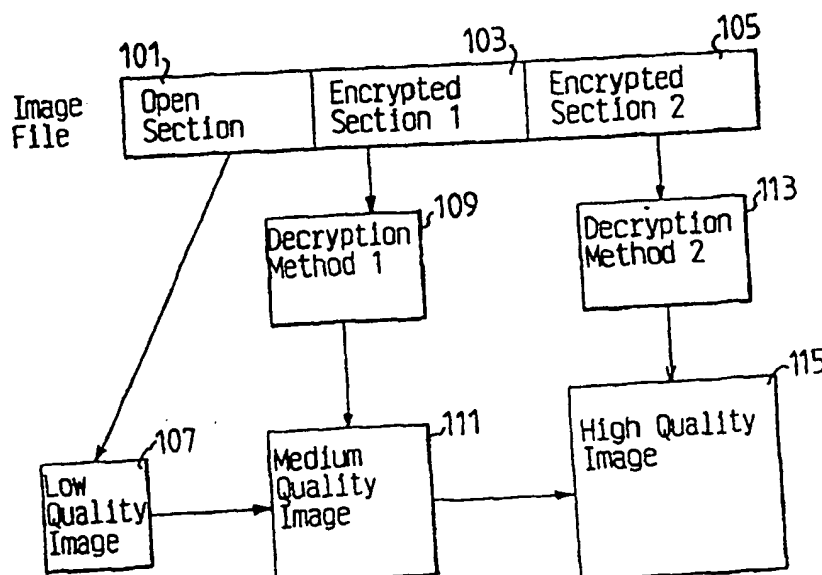 101
103
105
Image
File
Open
Section
Encrypted
Section 1
Encrypted
Section 2
109
Decryption
Method 1
113
Decryption
Method 2
107
Low
Quality
Image
111
Medium
Quality
Image
115
High Quality
Image